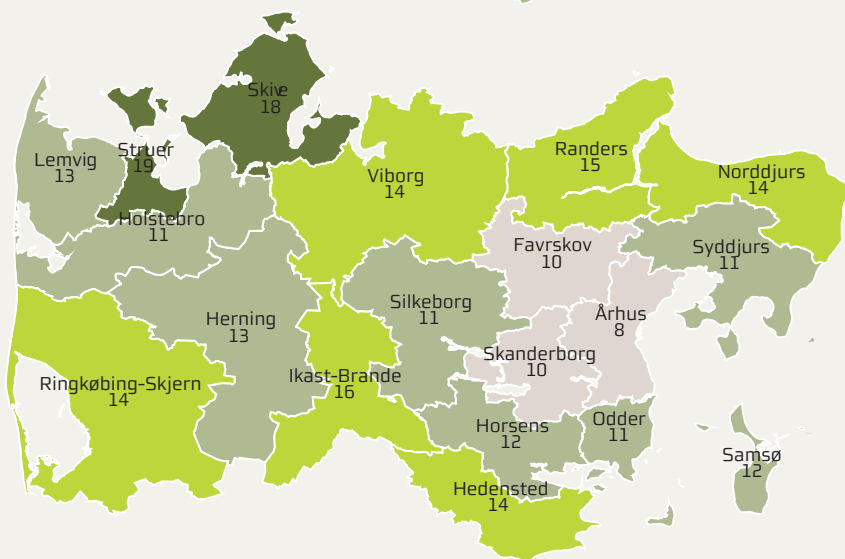 Skive
18
Struer
19
Lemvig
13
Randers
15
Viborg
14
Norddjurs
14
Holstebro
11
Favrskov
10
Syddjurs
11
Silkeborg
11
Århus
8
Herning
13
Skanderborg
10
Ikast-Brande
16
Ringkøbing-Skjern
14
Horsens
12
Odder
11
Samsø
12
Hedensted
14